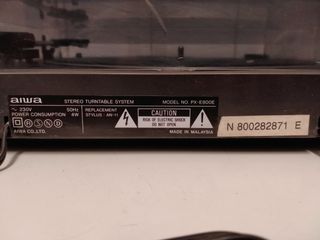 aiwa STEREO TURNTABLE SYSTEM MODEL NO. PX-E800E
~ 230V 50Hz
POWER CONSUMPTION 8W
REPLACEMENT
STYLUS : AN-11
CAUTION
RISK OF ELECTRIC SHOCK
DO NOT OPEN
AIWA CO.,LTD.
MADE IN MALAYSIA
N 800282871 E